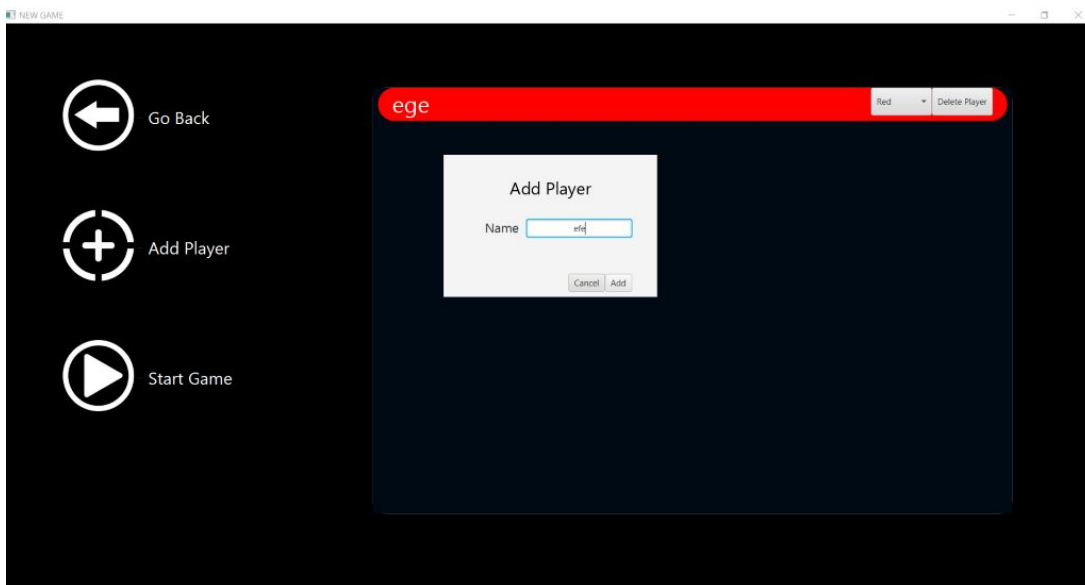 NEW GAME
Go Back
ege
Red
Delete Player
Add Player
Name
efe
Cancel
Add
Add Player
Start Game